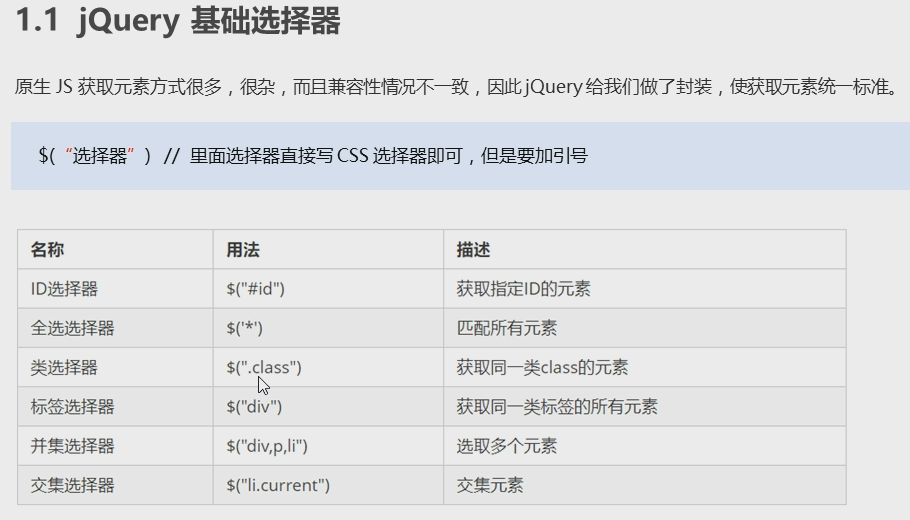 1.1 jQuery 基础选择器
原生 JS 获取元素方式很多，很杂，而且兼容性情况不一致，因此 jQuery 给我们做了封装，使获取元素统一标准。
$(“选择器”) // 里面选择器直接写 CSS 选择器即可，但是要加引号
名称 用法 描述
ID选择器 $("#id") 获取指定ID的元素
全选选择器 $('*') 匹配所有元素
类选择器 $(".class") 获取同一类class的元素
标签选择器 $("div") 获取同一类标签的所有元素
并集选择器 $("div,p,li") 选取多个元素
交集选择器 $("li.current") 交集元素